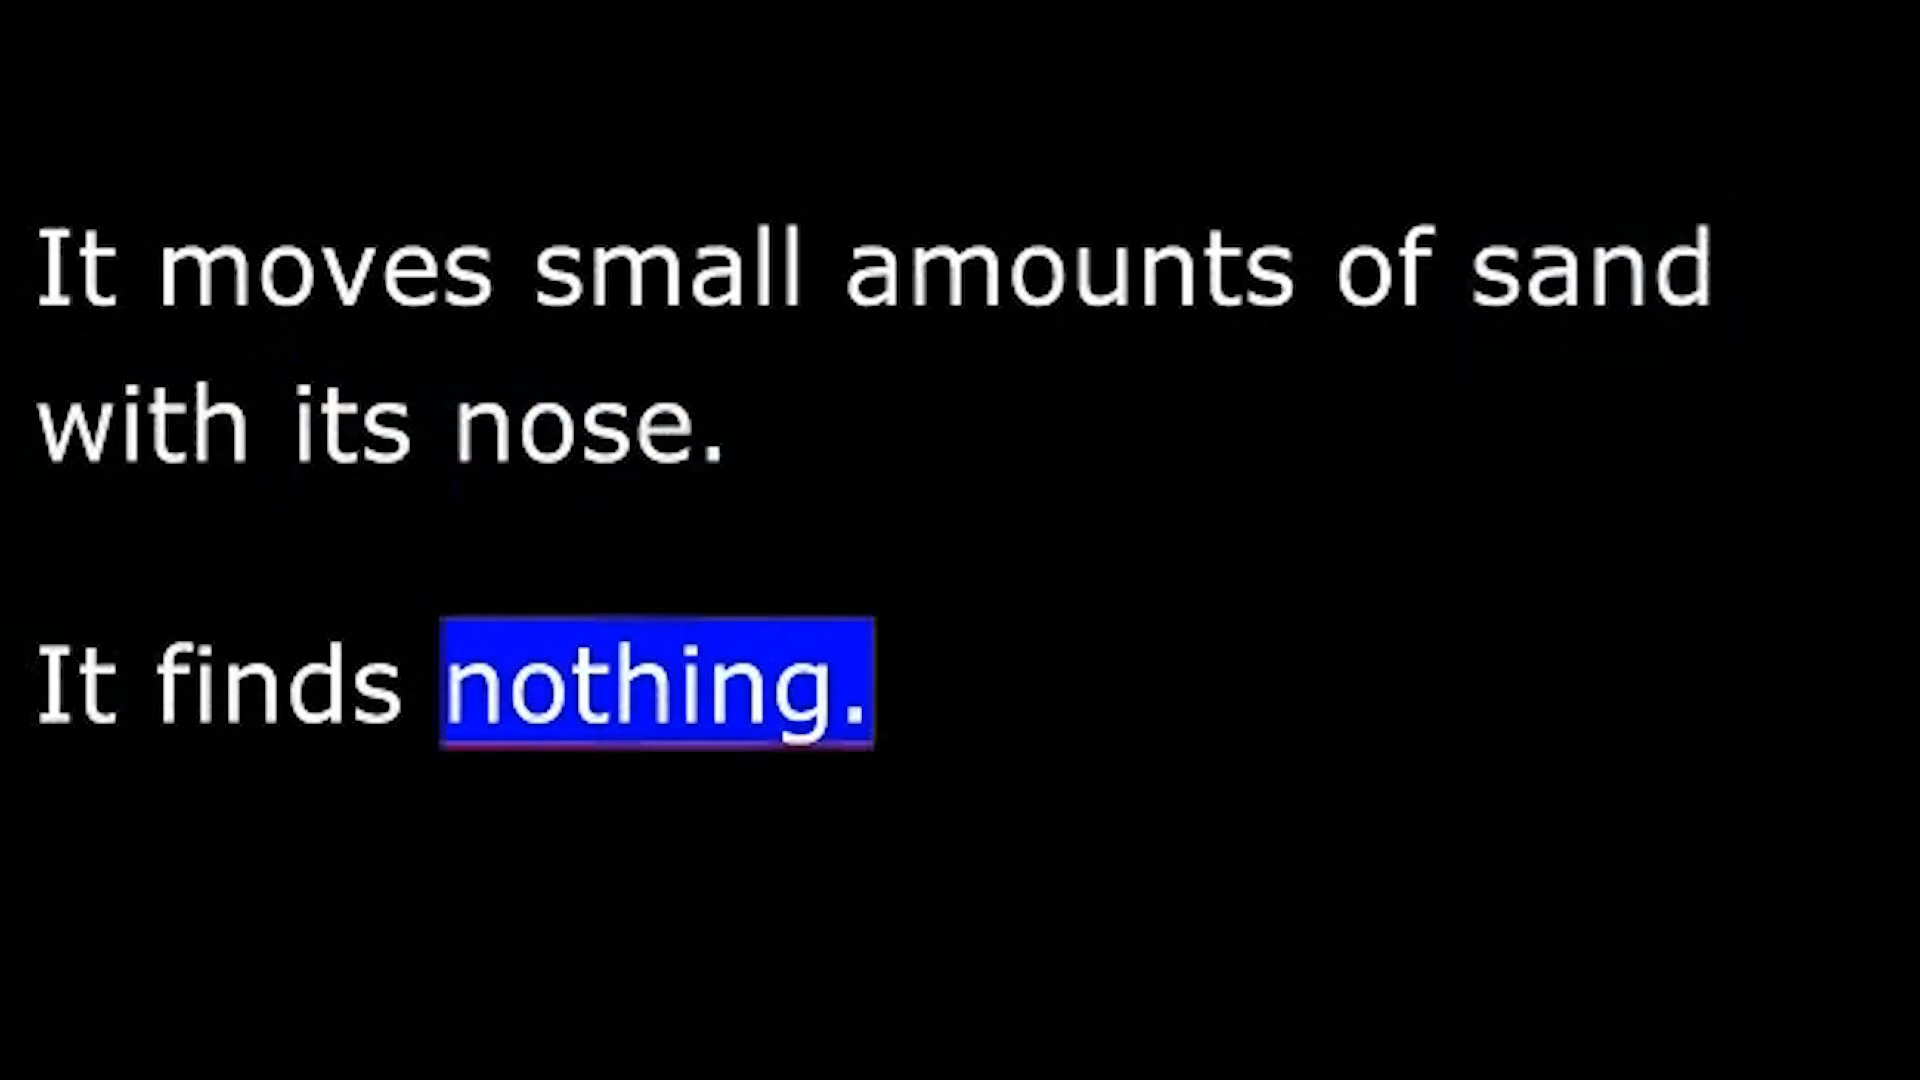 It moves small amounts of sand
with its nose.
It finds nothing.